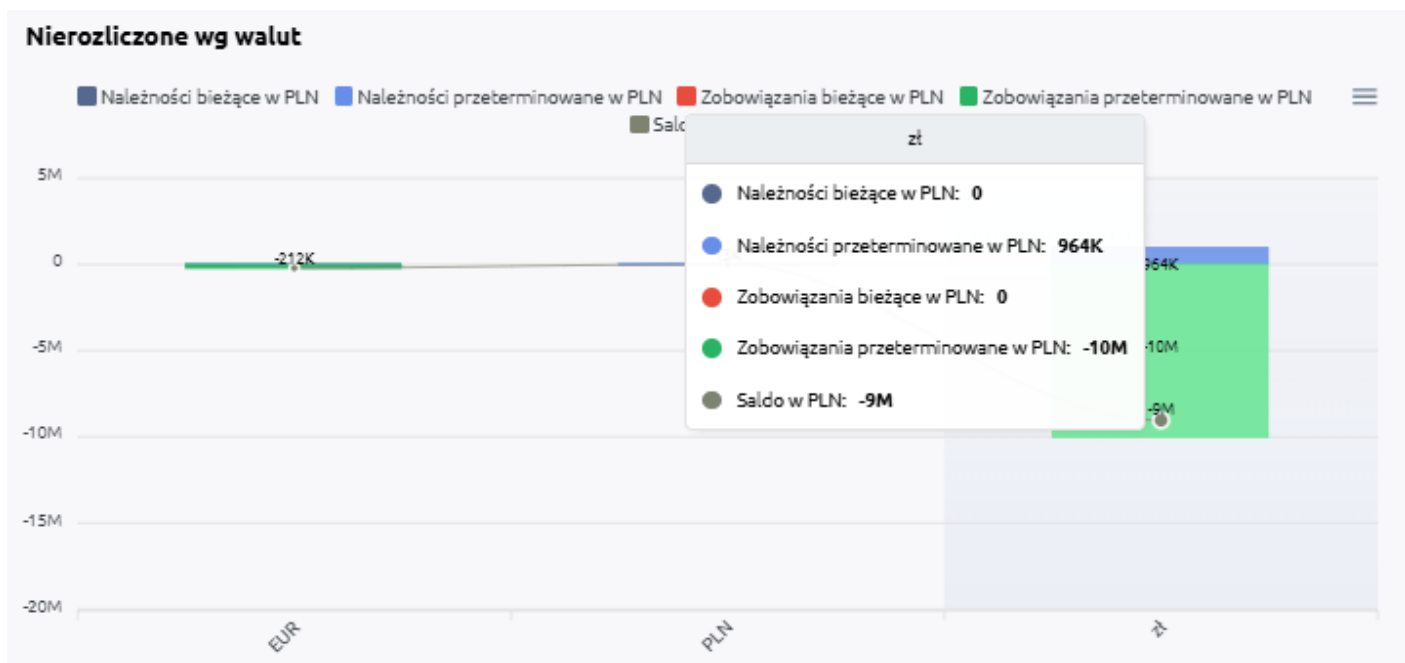 Nierozliczone wg walut
Należności bieżące w PLN Należności przeterminowane w PLN Zobowiązania bieżące w PLN Zobowiązania przeterminowane w PLN
zł
Należności bieżące w PLN: 0
Należności przeterminowane w PLN: 964K
Zobowiązania bieżące w PLN: 0
Zobowiązania przeterminowane w PLN: -10M
Saldo w PLN: -9M
5M
0
-5M
-10M
-15M
-20M
-212K
964K
-10M
-9M
EUR
PLN
zł